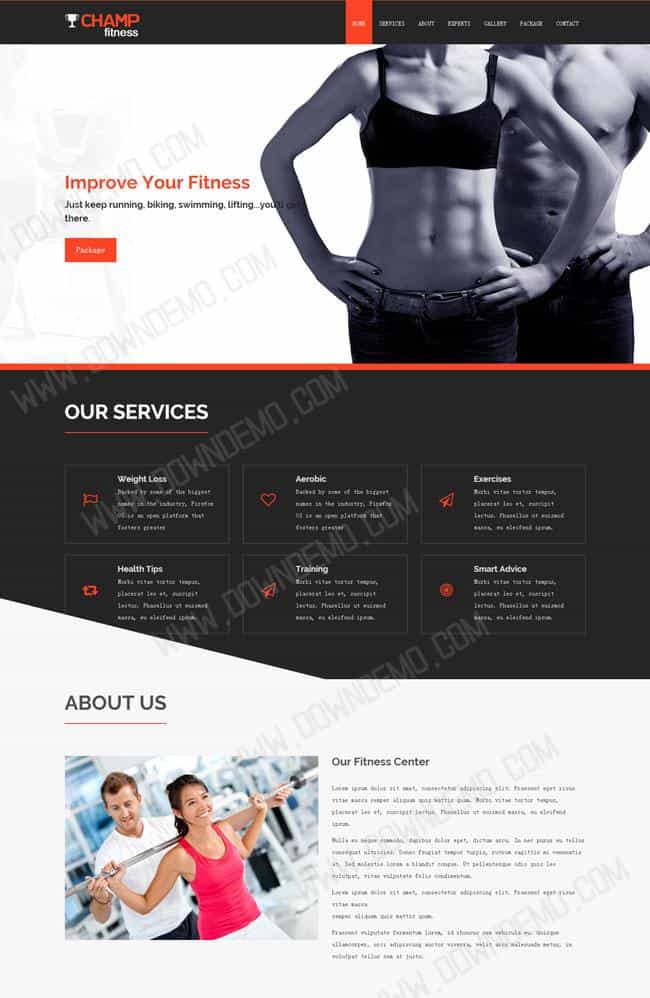 CHAMP
fitness
HOME SERVICES ABOUT EXPERTS GALLERY PACKAGE CONTACT
Improve Your Fitness
Just keep running, biking, swimming, lifting...you'll get
there.
Package
WWW.DOWNDEMO.COM
OUR SERVICES
Weight Loss
Backed by some of the biggest
names in the industry, Firefox
OS is an open platform that
fosters greater
Aerobic
Backed by some of the biggest
names in the industry, Firefox
OS is an open platform that
fosters greater
Exercises
Morbi vitae tortor tempus,
placerat leo et, suscipit
lectus. Phasellus ut euismod
massa, eu eleifend ipsum.
Health Tips
Morbi vitae tortor tempus,
placerat leo et, suscipit
lectus. Phasellus ut euismod
massa, eu eleifend ipsum.
Training
Morbi vitae tortor tempus,
placerat leo et, suscipit
lectus. Phasellus ut euismod
massa, eu eleifend ipsum.
Smart Advice
Morbi vitae tortor tempus,
placerat leo et, suscipit
lectus. Phasellus ut euismod
massa, eu eleifend ipsum.
ABOUT US
Our Fitness Center
Lorem ipsum dolor sit amet, consectetur adipiscing elit. Praesent eget risus
vitae massa semper aliquam quis mattis quam. Morbi vitae tortor tempus,
placerat leo et, suscipit lectus. Phasellus ut euismod massa, eu eleifend
ipsum.
Nulla eu neque commodo, dapibus dolor eget, dictum arcu. In nec purus eu tellus
consequat ultricies. Donec feugiat tempor turpis, rutrum sagittis mi venenatis
at. Sed molestie lorem a blandit congue. Ut pellentesque odio quis leo
volutpat, vitae vulputate felis condimentum.
Lorem ipsum dolor sit amet, consectetur adipiscing elit. Praesent eget risus
vitae massa
semper aliquam quis mattis quam.
Praesent vulputate fermentum lorem, id rhoncus sem vehicula eu. Quisque
ullamcorper, orci adipiscing auctor viverra, velit arcu malesuada metus, in
volutpat tellus sem at justo.